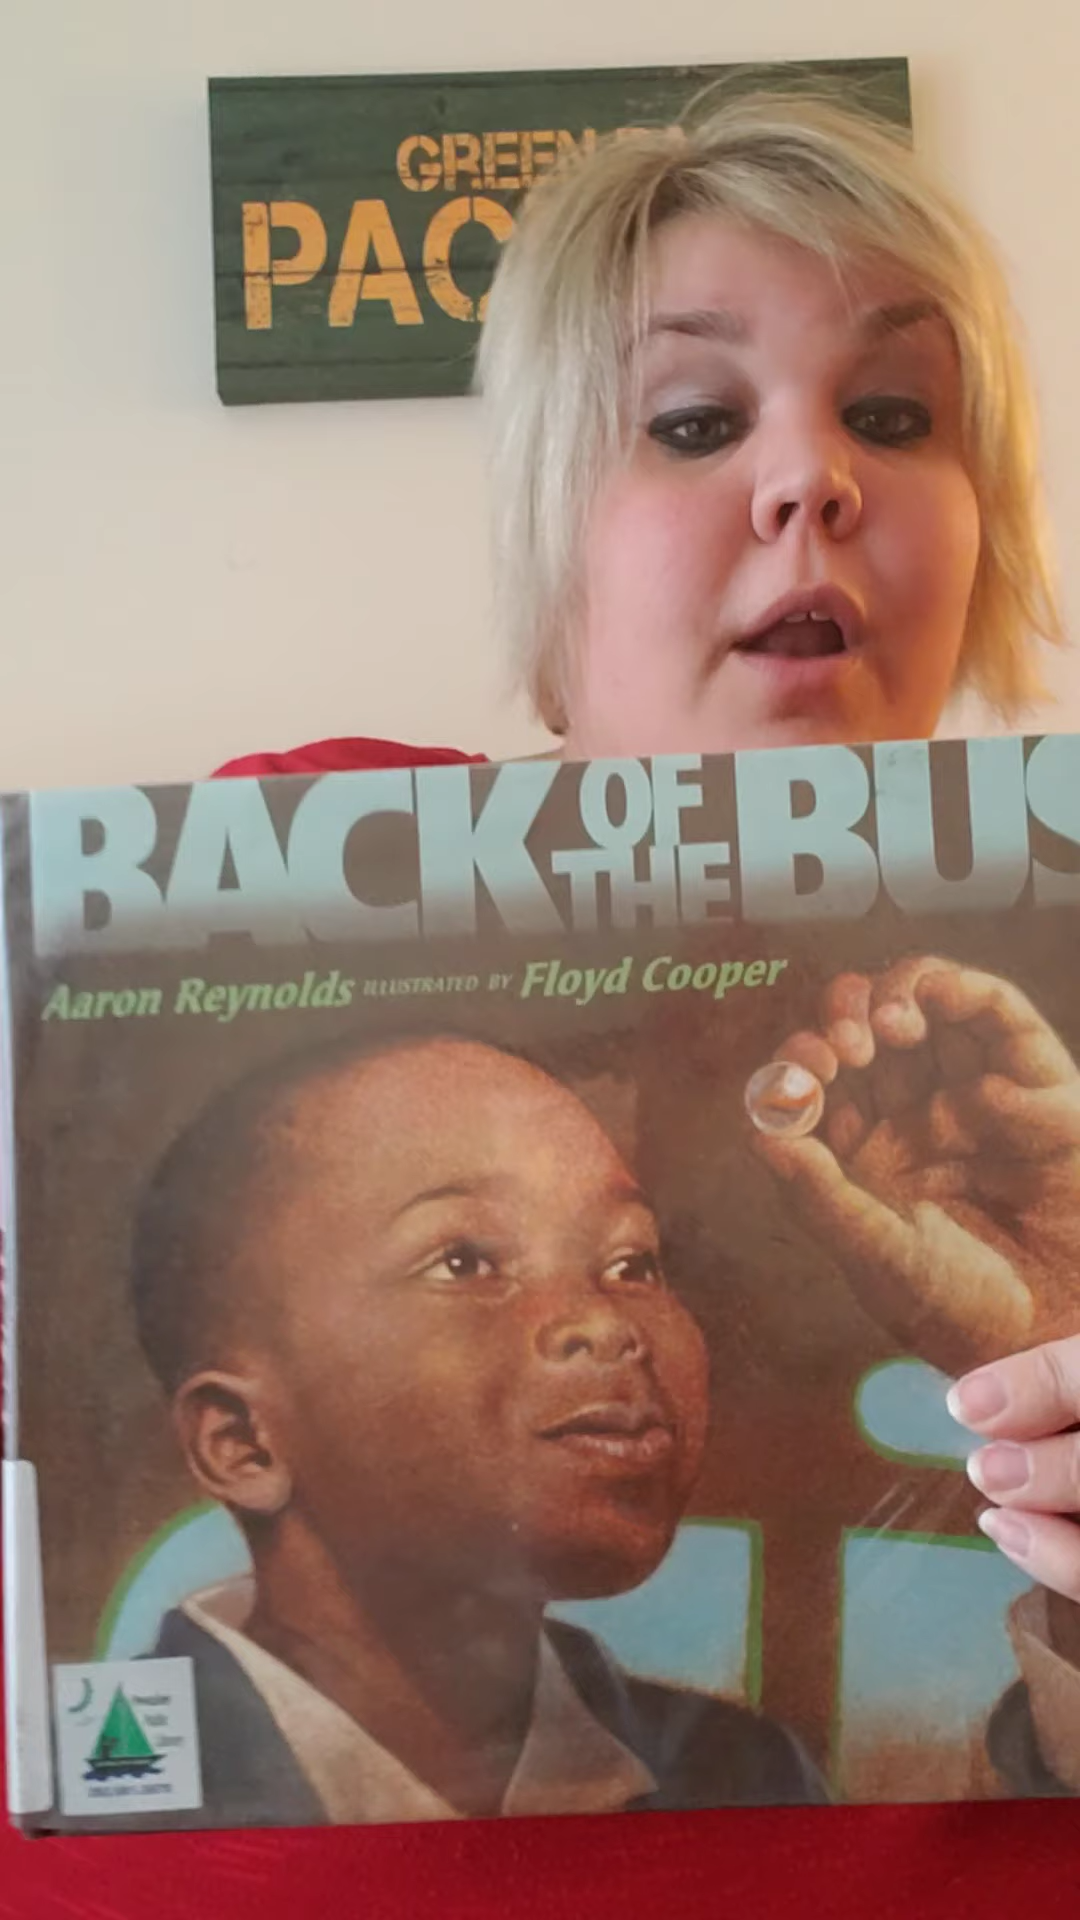 GREEN
PAC
BACK OF THE BUS
Aaron Reynolds ILLUSTRATED BY Floyd Cooper